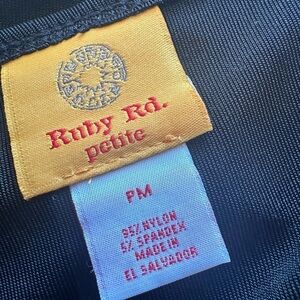 Ruby Rd.
petite
PM
95% NYLON
5% SPANDEX
MADE IN
EL SALVADOR